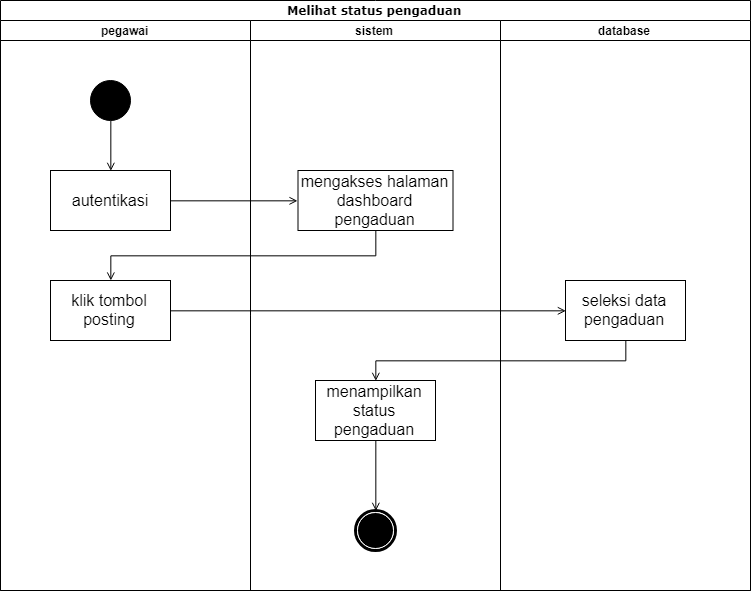 Melihat status pengaduan
pegawai
sistem
database
autentikasi
mengakses halaman
dashboard
pengaduan
klik tombol
posting
seleksi data
pengaduan
menampilkan
status
pengaduan